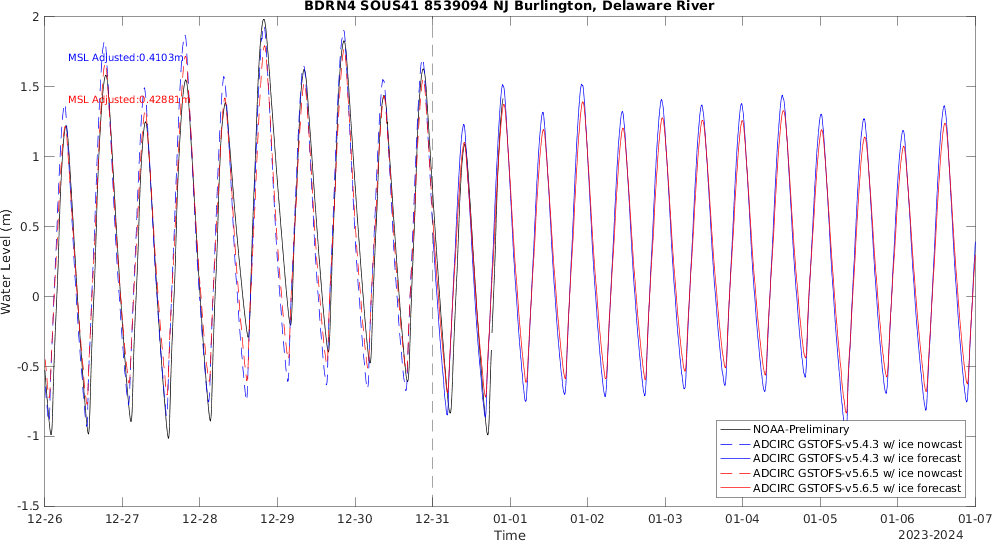 BDRN4 SOUS41 8539094 NJ Burlington, Delaware River
2
MSL Adjusted:0.4103m
1.5
MSL Adjusted:0.42881m
1
0.5
Water Level (m)
0
-0.5
-1
NOAA-Preliminary
ADCIRC GSTOFS-v5.4.3 w/ ice nowcast
ADCIRC GSTOFS-v5.4.3 w/ ice forecast
ADCIRC GSTOFS-v5.6.5 w/ ice nowcast
ADCIRC GSTOFS-v5.6.5 w/ ice forecast
-1.5
12-26 12-27 12-28 12-29 12-30 12-31 01-01 01-02 01-03 01-04 01-05 01-06 01-07
Time
2023-2024